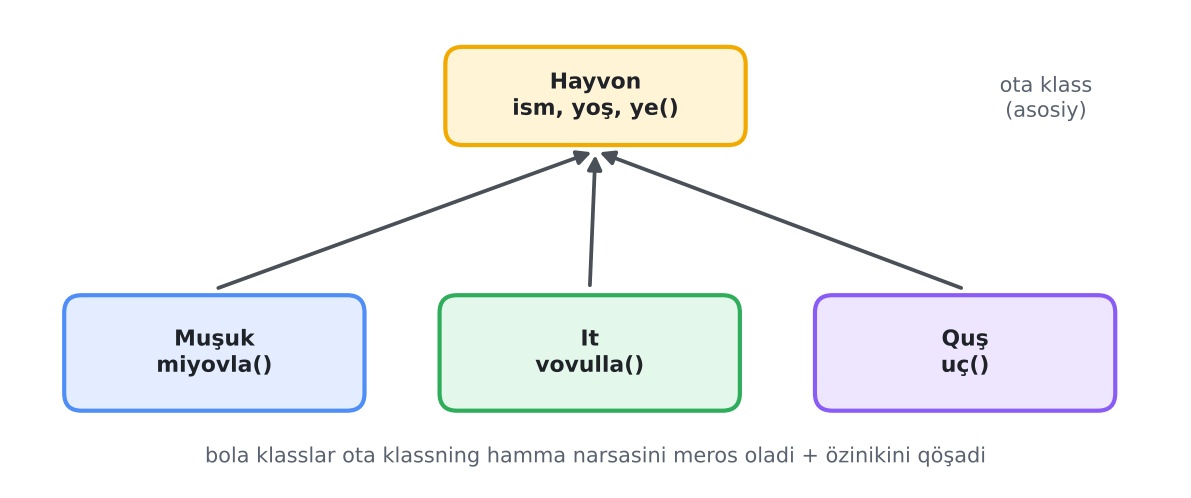 Hayvon
ism, yoş, ye()
ota klass
(asosiy)
Muşuk
miyovla()
It
vovulla()
Quş
uç()
bola klasslar ota klassning hamma narsasini meros oladi + özinikini qöşadi